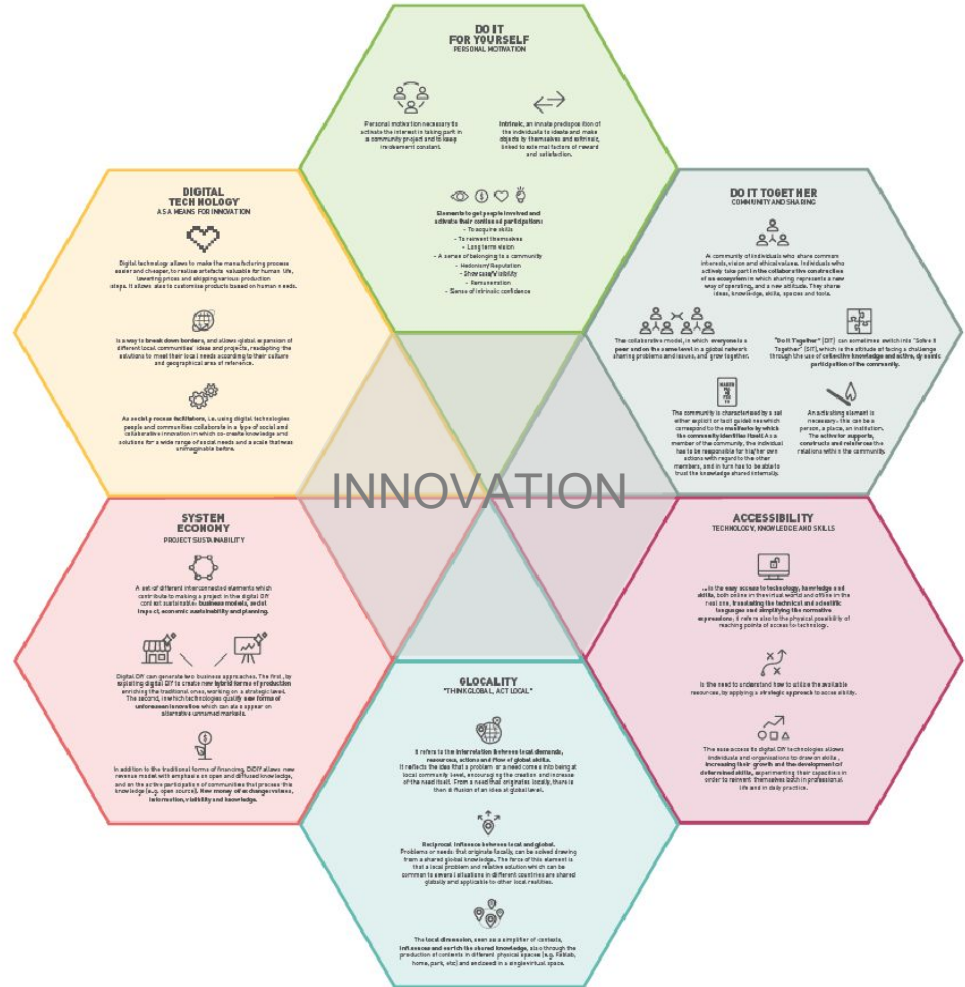 DO IT
FOR YOURSELF
PERSONAL MOTIVATION
Personal motivation necessary to
activate the interest in taking part in
a community project and to keep
involvement constant.
Intrinsic, an innate predisposition of
the individuals to ideate and make
objects by themselves and extrinsic,
linked to external factors of reward
and satisfaction.
Elements to get people involved and
activate their continued participation:
- To acquire skills
- To reinvent themselves
- Long term vision
- A sense of belonging to a community
- Hedonism/Reputation
- Showcase/Visibility
- Remuneration
- Sense of intrinsic confidence
DIGITAL
TECHNOLOGY
AS A MEANS FOR INNOVATION
Digital technology allows to make the manufacturing process
easier and cheaper, to realise artefacts valuable for human life,
lowering prices and skipping various production
steps. It allows also to customise products based on human needs.
Is a way to break down borders, and allows global expansion of
different local communities' ideas and projects, readapting the
solutions to meet their local needs according to their culture
and geographical area of reference.
As social process facilitators, i.e. using digital technologies
people and communities collaborate in a type of social and
collaborative innovation in which co-create knowledge and
solutions for a wide range of social needs and a scale that was
unimaginable before.
DO IT TOGETHER
COMMUNITY AND SHARING
A community of individuals who share common
interests, vision and ethical values. Individuals who
actively take part in the collaborative construction
of an ecosystem in which sharing represents a new
way of operating, and a new attitude. They share
ideas, knowledge, skills, spaces and tools.
The collaborative model, in which everyone is a
peer and on the same level in a global network
sharing problems and issues, and grow together.
"Do It Together" (DIT) can sometimes switch into "Solve It
Together" (SIT), which is the attitude of facing a challenge
through the use of collective knowledge and active, dynamic
participation of the community.
The community is characterised by a set
either explicit or tacit guidelines which
correspond to the manifesto by which
the community identifies itself. As a
member of the community, the individual
has to be responsible for his/her own
actions with regard to the other
members, and in turn has to be able to
trust the knowledge shared internally.
An activating element is
necessary: this can be a
person, a place, an institution.
The activator supports,
constructs and reinforces the
relations within the community.
INNOVATION
SYSTEM
ECONOMY
PROJECT SUSTAINABILITY
A set of different interconnected elements which
contribute to making a project in the digital DIY
context sustainable: business models, social
impact, economic sustainability and planning.
Digital DIY can generate two business approaches. The first, by
exploiting digital DIY to create new hybrid forms of production
enriching the traditional ones, working on a strategic level.
The second, in which technologies qualify new forms of
unforeseen innovation which can also appear on
alternative unnamed markets.
In addition to the traditional forms of financing, DiDIY allows new
revenue model with emphasis on open and diffused knowledge,
and on the active participation of communities that process this
knowledge (e.g. open source). New money of exchange: values,
information, visibility and knowledge.
ACCESSIBILITY
TECHNOLOGY, KNOWLEDGE AND SKILLS
...is the easy access to technology, knowledge and
skills, both online in the virtual world and offline in the
real one, translating the technical and scientific
languages and simplifying the normative
expressions; it refers also to the physical possibility of
reaching points of access to technology.
Is the need to understand how to utilise the available
resources, by applying a strategic approach to accessibility.
The ease access to digital DIY technologies allows
individuals and organisations to draw on skills,
increasing their growth and the development of
determined skills, experimenting their capacities in
order to reinvent themselves both in professional
life and in daily practice.
GLOCALITY
"THINK GLOBAL, ACT LOCAL"
It refers to the interrelation between local demands,
resources, actions and flow of global skills.
It reflects the idea that a problem or a need comes into being at
local community level, encouraging the creation and increase
of the need itself. From a need that originates locally, there is
then diffusion of an idea at global level.
Reciprocal influence between local and global.
Problems or needs that originate locally, can be solved drawing
from a shared global knowledge. The force of this element is
that a local problem and relative solution which can be
common to several situations in different countries are shared
globally and applicable to other local realities.
The local dimension, seen as a amplifier of contexts,
influences and enrich the shared knowledge, also through the
production of contents in different physical spaces (e.g. Fablab,
home, park, etc) and enclosed in a single virtual space.